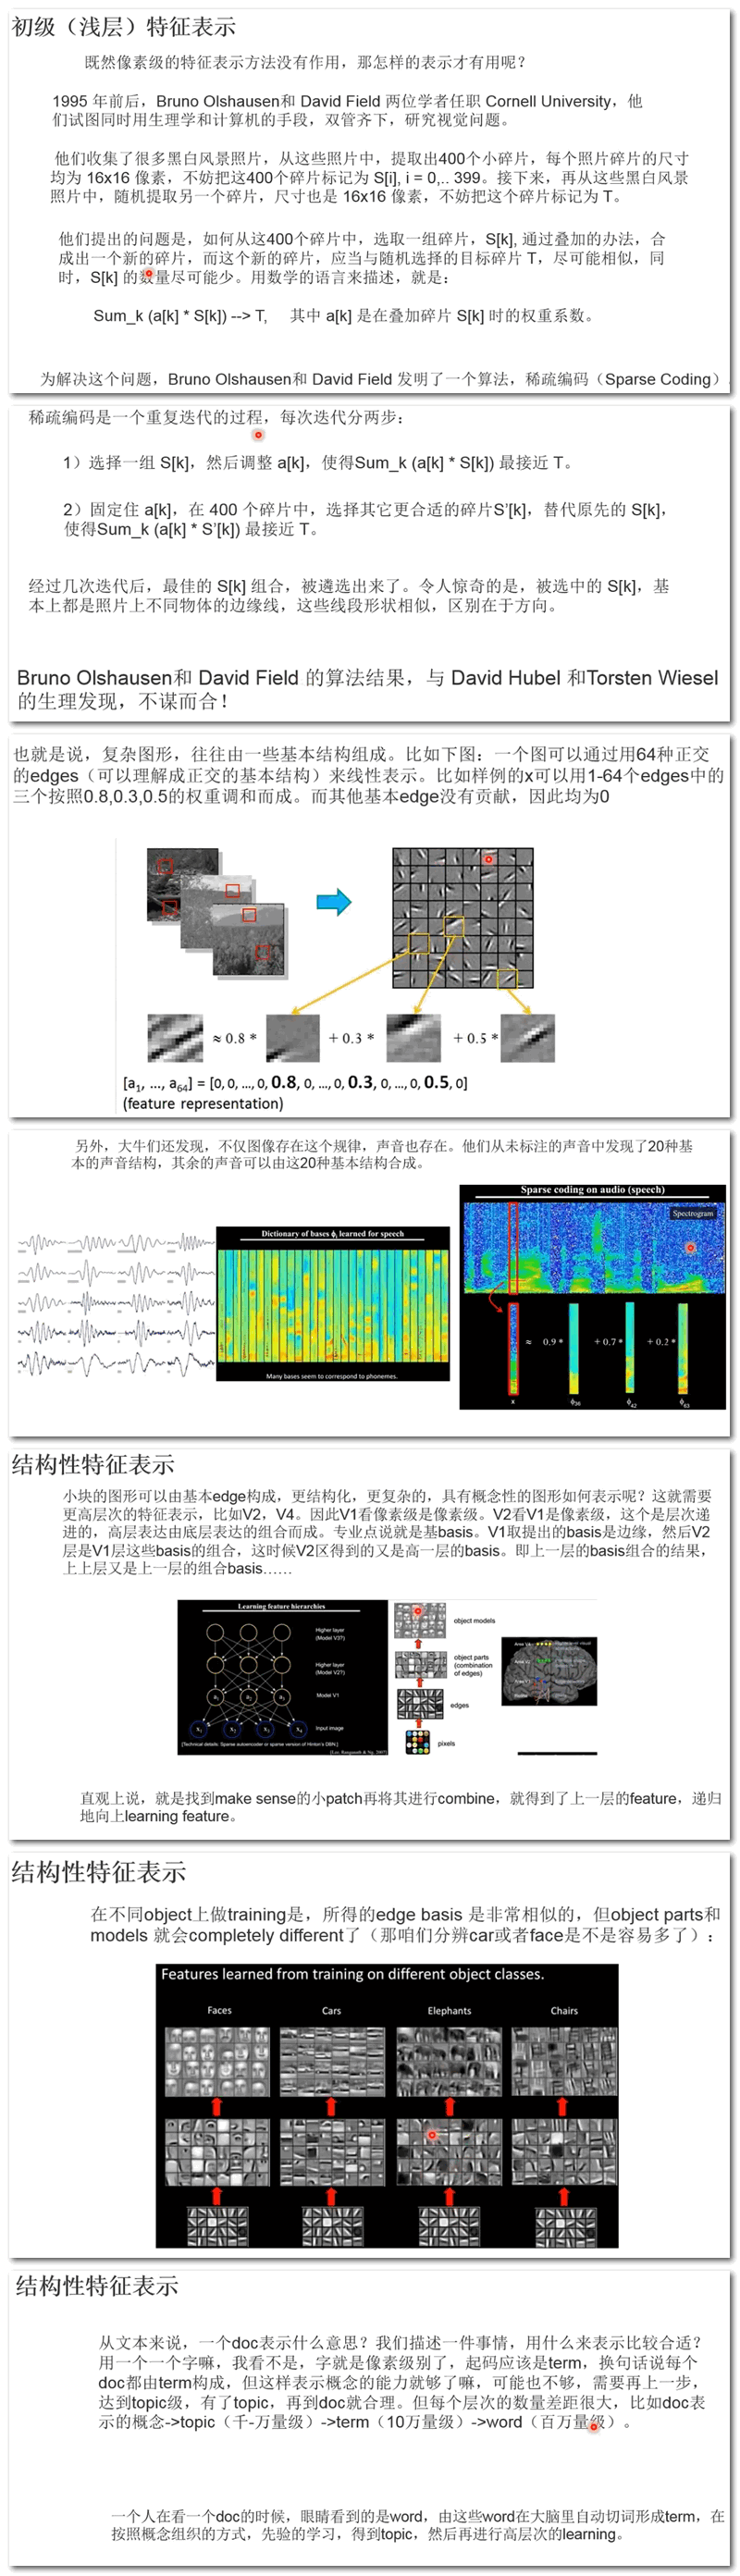 初级（浅层）特征表示
既然像素级的特征表示方法没有作用，那怎样的表示才有用呢？
1995 年前后，Bruno Olshausen和 David Field 两位学者任职 Cornell University，他
们试图同时用生理学和计算机的手段，双管齐下，研究视觉问题。
他们收集了很多黑白风景照片，从这些照片中，提取出400个小碎片，每个照片碎片的尺寸
均为 16x16 像素，不妨把这400个碎片标记为 S[i], i = 0,.. 399。接下来，再从这些黑白风景
照片中，随机提取另一个碎片，尺寸也是 16x16 像素，不妨把这个碎片标记为 T。
他们提出的问题是，如何从这400个碎片中，选取一组碎片，S[k], 通过叠加的办法，合
成出一个新的碎片，而这个新的碎片，应当与随机选择的目标碎片 T，尽可能相似，同
时，S[k] 的数量尽可能少。用数学的语言来描述，就是：
Sum_k (a[k] * S[k]) --> T, 其中 a[k] 是在叠加碎片 S[k] 时的权重系数。
为解决这个问题，Bruno Olshausen和 David Field 发明了一个算法，稀疏编码（Sparse Coding）
稀疏编码是一个重复迭代的过程，每次迭代分两步：
1）选择一组 S[k]，然后调整 a[k]，使得Sum_k (a[k] * S[k]) 最接近 T。
2）固定住 a[k]，在 400 个碎片中，选择其它更合适的碎片S'[k]，替代原先的 S[k]，
使得Sum_k (a[k] * S'[k]) 最接近 T。
经过几次迭代后，最佳的 S[k] 组合，被遴选出来了。令人惊奇的是，被选中的 S[k]，基
本上都是照片上不同物体的边缘线，这些线段形状相似，区别在于方向。
Bruno Olshausen和 David Field 的算法结果，与 David Hubel 和Torsten Wiesel
的生理发现，不谋而合！
也就是说，复杂图形，往往由一些基本结构组成。比如下图：一个图可以通过用64种正交
的edges（可以理解成正交的基本结构）来线性表示。比如样例的x可以用1-64个edges中的
三个按照0.8,0.3,0.5的权重调和而成。而其他基本edge没有贡献，因此均为0
≈ 0.8 * + 0.3 * + 0.5 *
[a₁, ..., a₆₄] = [0, 0, ..., 0, 0.8, 0, ..., 0, 0.3, 0, ..., 0, 0.5, 0]
(feature representation)
另外，大牛们还发现，不仅图像存在这个规律，声音也存在。他们从未标注的声音中发现了20种基
本的声音结构，其余的声音可以由这20种基本结构合成。
Sparse coding on audio (speech)
Spectrogram
Dictionary of bases ϕᵢ learned for speech
Many bases seem to correspond to phonemes.
≈ 0.9 * + 0.7 * + 0.2 *
x ϕ₃₆ ϕ₄₂ ϕ₆₃
结构性特征表示
小块的图形可以由基本edge构成，更结构化，更复杂的，具有概念性的图形如何表示呢？这就需要
更高层次的特征表示，比如V2，V4。因此V1看像素级是像素级。V2看V1是像素级，这个是层次递
进的，高层表达由底层表达的组合而成。专业点说就是基basis。V1取提出的basis是边缘，然后V2
层是V1层这些basis的组合，这时候V2区得到的又是高一层的basis。即上一层的basis组合的结果，
上上层又是上一层的组合basis……
Learning feature hierarchies
Higher layer
(Model V3?)
Higher layer
(Model V2?)
a₁ a₂ a₃ Model V1
x₁ x₂ x₃ x₄ Input image
[Technical details: Sparse autoencoder or sparse version of Hinton's DBN.]
[Lee, Ranganath & Ng, 2007]
object models
object parts
(combination
of edges)
edges
pixels
直观上说，就是找到make sense的小patch再将其进行combine，就得到了上一层的feature，递归
地向上learning feature。
结构性特征表示
在不同object上做training是，所得的edge basis 是非常相似的，但object parts和
models 就会completely different了（那咱们分辨car或者face是不是容易多了）：
Features learned from training on different object classes.
Faces Cars Elephants Chairs
结构性特征表示
从文本来说，一个doc表示什么意思？我们描述一件事情，用什么来表示比较合适？
用一个一个字嘛，我看不是，字就是像素级别了，起码应该是term，换句话说每个
doc都由term构成，但这样表示概念的能力就够了嘛，可能也不够，需要再上一步，
达到topic级，有了topic，再到doc就合理。但每个层次的数量差距很大，比如doc表
示的概念->topic（千-万量级）->term（10万量级）->word（百万量级）。
一个人在看一个doc的时候，眼睛看到的是word，由这些word在大脑里自动切词形成term，在
按照概念组织的方式，先验的学习，得到topic，然后再进行高层次的learning。